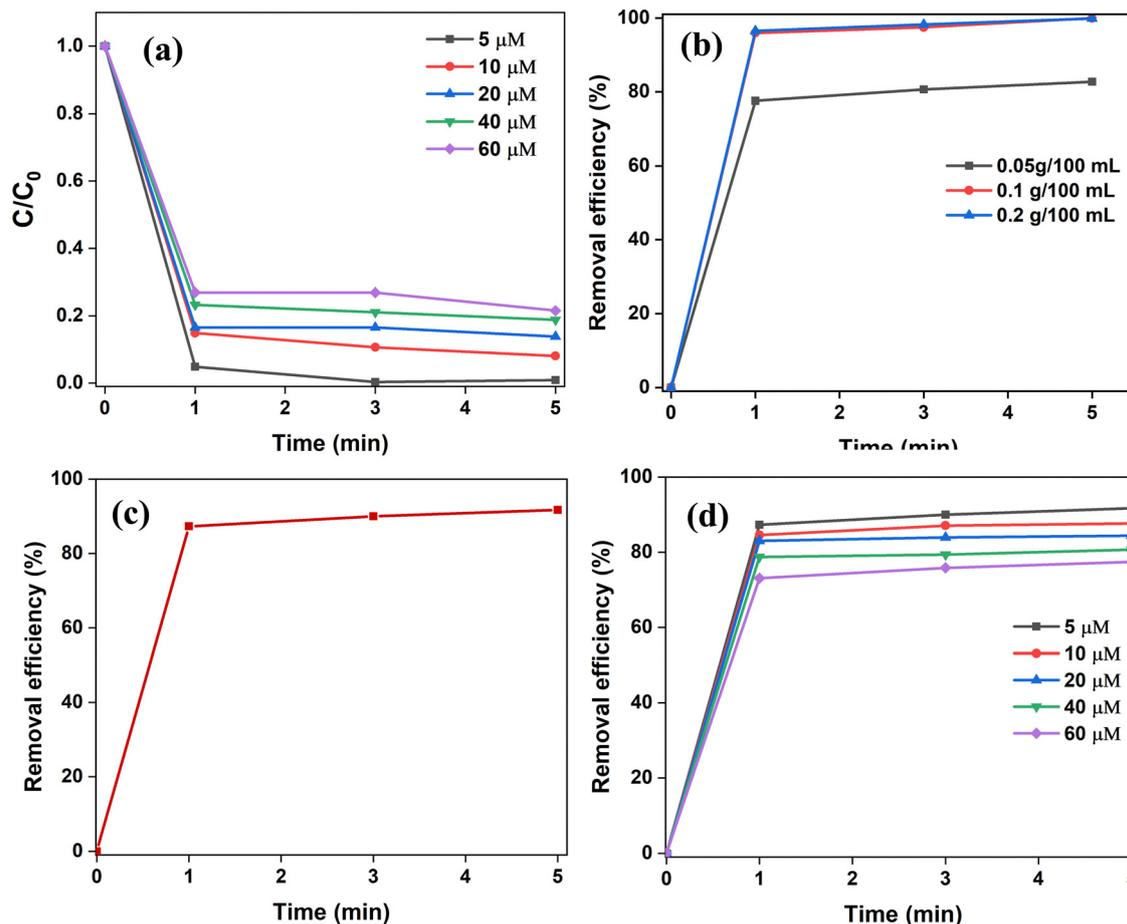 (a)
5 μM
10 μM
20 μM
40 μM
60 μM
1.0
0.8
0.6
0.4
0.2
0.0
C/C0
0 1 2 3 4 5
Time (min)
(b)
0.05g/100 mL
0.1 g/100 mL
0.2 g/100 mL
100
80
60
40
20
0
Removal efficiency (%)
0 1 2 3 4 5
Time (min)
(c)
100
80
60
40
20
0
Removal efficiency (%)
0 1 2 3 4 5
Time (min)
(d)
5 μM
10 μM
20 μM
40 μM
60 μM
100
80
60
40
20
0
Removal efficiency (%)
0 1 2 3 4
Time (min)